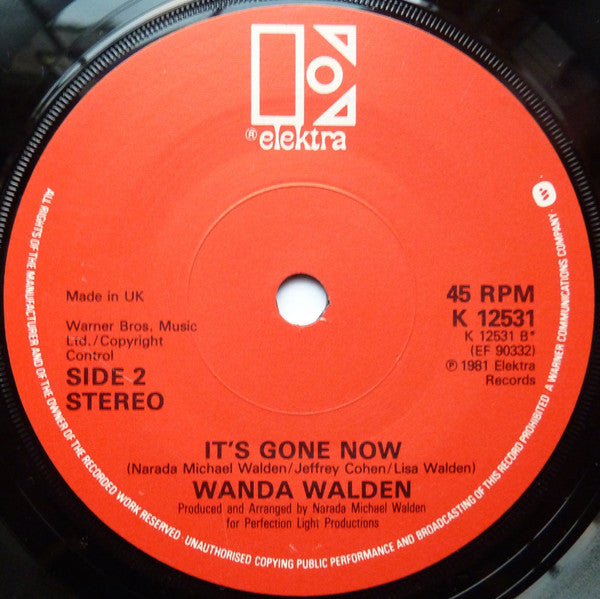 ® elektra
Made in UK
Warner Bros. Music
Ltd./Copyright
Control
SIDE 2
STEREO
45 RPM
K 12531
K 12531 B*
(EF 90332)
℗ 1981 Elektra
Records
IT'S GONE NOW
(Narada Michael Walden/Jeffrey Cohen/Lisa Walden)
WANDA WALDEN
Produced and Arranged by Narada Michael Walden
for Perfection Light Productions
ALL RIGHTS OF THE MANUFACTURER AND OF THE OWNER OF THE RECORDED WORK RESERVED · UNAUTHORISED COPYING PUBLIC PERFORMANCE AND BROADCASTING OF THIS RECORD PROHIBITED A WARNER COMMUNICATIONS COMPANY